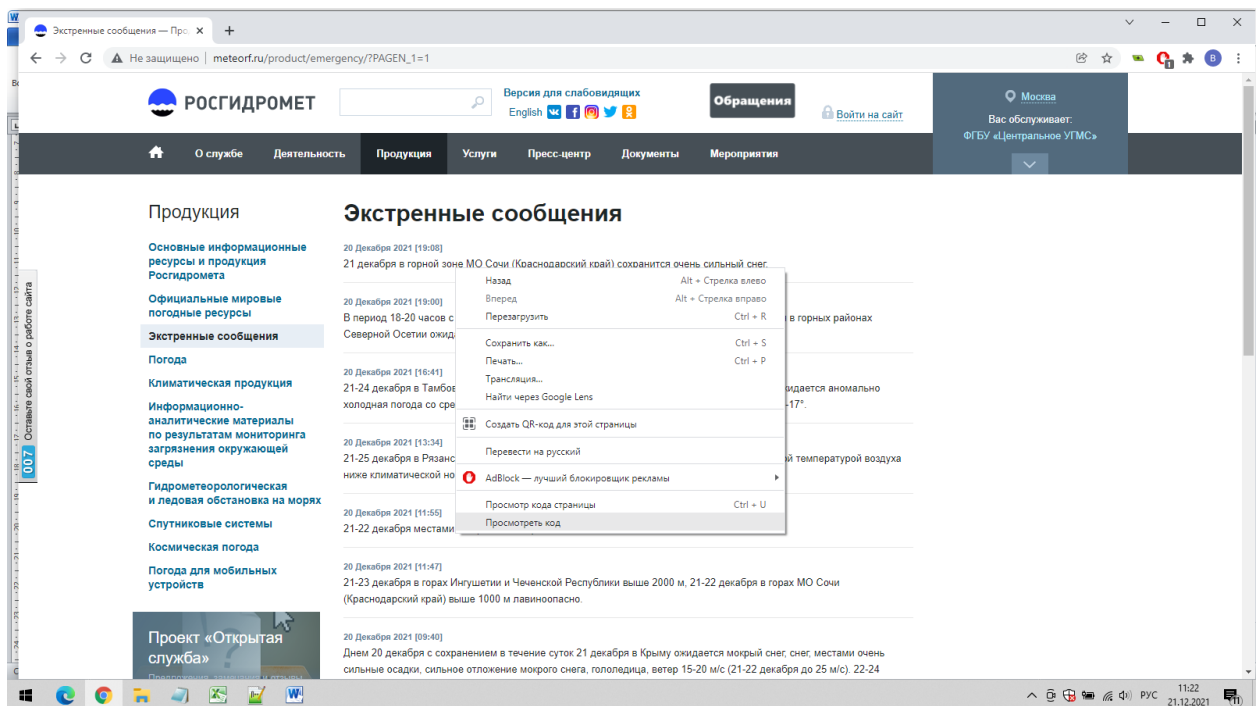 Экстренные сообщения — Прод
Не защищено | meteorf.ru/product/emergency/?PAGEN_1=1
РОСГИДРОМЕТ
Версия для слабовидящих
English
Обращения
Войти на сайт
Москва
Вас обслуживает:
ФГБУ «Центральное УГМС»
О службе Деятельность Продукция Услуги Пресс-центр Документы Мероприятия
Продукция
Основные информационные
ресурсы и продукция
Росгидромета
Официальные мировые
погодные ресурсы
Экстренные сообщения
Погода
Климатическая продукция
Информационно-
аналитические материалы
по результатам мониторинга
загрязнения окружающей
среды
Гидрометеорологическая
и ледовая обстановка на морях
Спутниковые системы
Космическая погода
Погода для мобильных
устройств
Проект «Открытая
служба»
Оставьте свой отзыв о работе сайта
007
Экстренные сообщения
20 Декабря 2021 [19:08]
21 декабря в горной зоне МО Сочи (Краснодарский край) сохранится очень сильный снег.
20 Декабря 2021 [19:00]
В период 18-20 часов с в горных районах
Северной Осетии ожид
20 Декабря 2021 [16:41]
21-24 декабря в Тамбов идается аномально
холодная погода со сре -17°.
20 Декабря 2021 [13:34]
21-25 декабря в Рязанс й температурой воздуха
ниже климатической но
20 Декабря 2021 [11:55]
21-22 декабря местами
20 Декабря 2021 [11:47]
21-23 декабря в горах Ингушетии и Чеченской Республики выше 2000 м, 21-22 декабря в горах МО Сочи
(Краснодарский край) выше 1000 м лавиноопасно.
20 Декабря 2021 [09:40]
Днем 20 декабря с сохранением в течение суток 21 декабря в Крыму ожидается мокрый снег, снег, местами очень
сильные осадки, сильное отложение мокрого снега, гололедица, ветер 15-20 м/с (21-22 декабря до 25 м/с). 22-24
Назад Alt + Стрелка влево
Вперед Alt + Стрелка вправо
Перезагрузить Ctrl + R
Сохранить как... Ctrl + S
Печать... Ctrl + P
Трансляция...
Найти через Google Lens
Создать QR-код для этой страницы
Перевести на русский
AdBlock — лучший блокировщик рекламы
Просмотр кода страницы Ctrl + U
Просмотреть код
РУС
11:22
21.12.2021